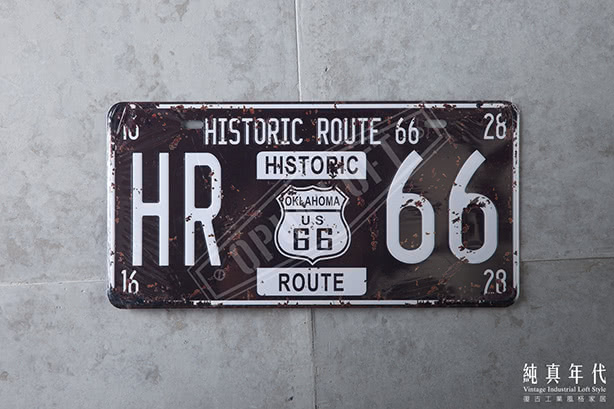 16 HISTORIC ROUTE 66 28
HISTORIC
HR OKLAHOMA 66
U S
66
16 ROUTE 28
純真年代
Vintage Industrial Loft Style
復古工業風格家居